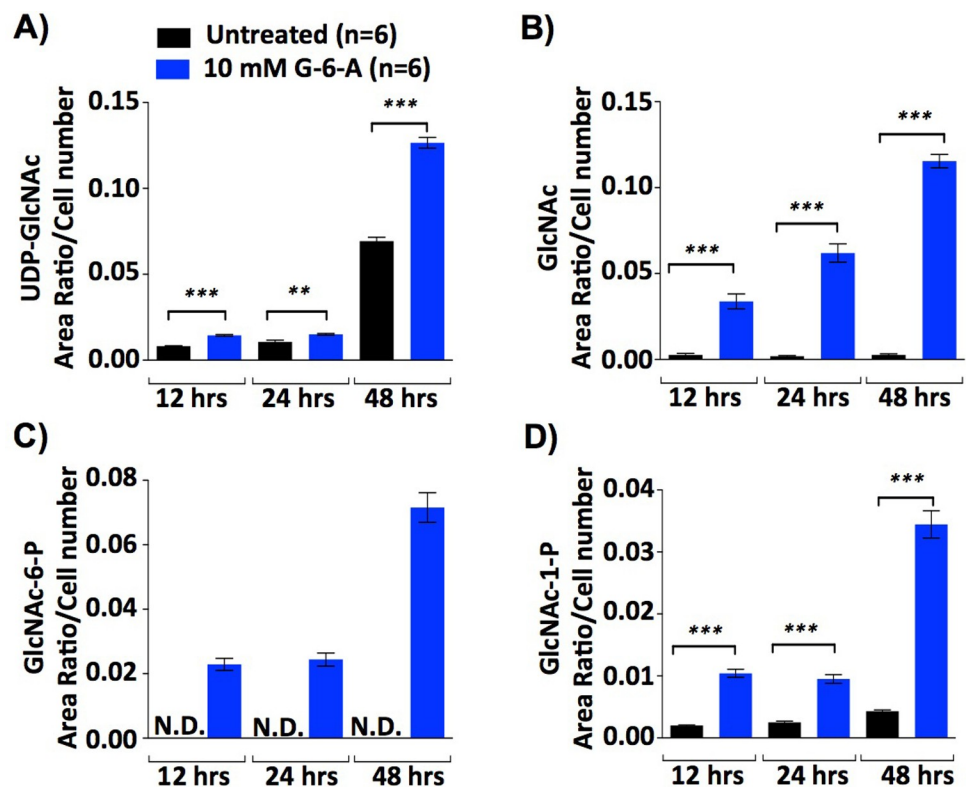 A)
Untreated (n=6)
10 mM G-6-A (n=6)
UDP-GlcNAc
Area Ratio/Cell number
0.15
0.10
0.05
0.00
***
**
***
12 hrs
24 hrs
48 hrs
B)
GlcNAc
Area Ratio/Cell number
0.15
0.10
0.05
0.00
***
***
***
12 hrs
24 hrs
48 hrs
C)
GlcNAc-6-P
Area Ratio/Cell number
0.08
0.06
0.04
0.02
0.00
N.D.
N.D.
N.D.
12 hrs
24 hrs
48 hrs
D)
GlcNAc-1-P
Area Ratio/Cell number
0.04
0.03
0.02
0.01
0.00
***
***
***
12 hrs
24 hrs
48 hrs